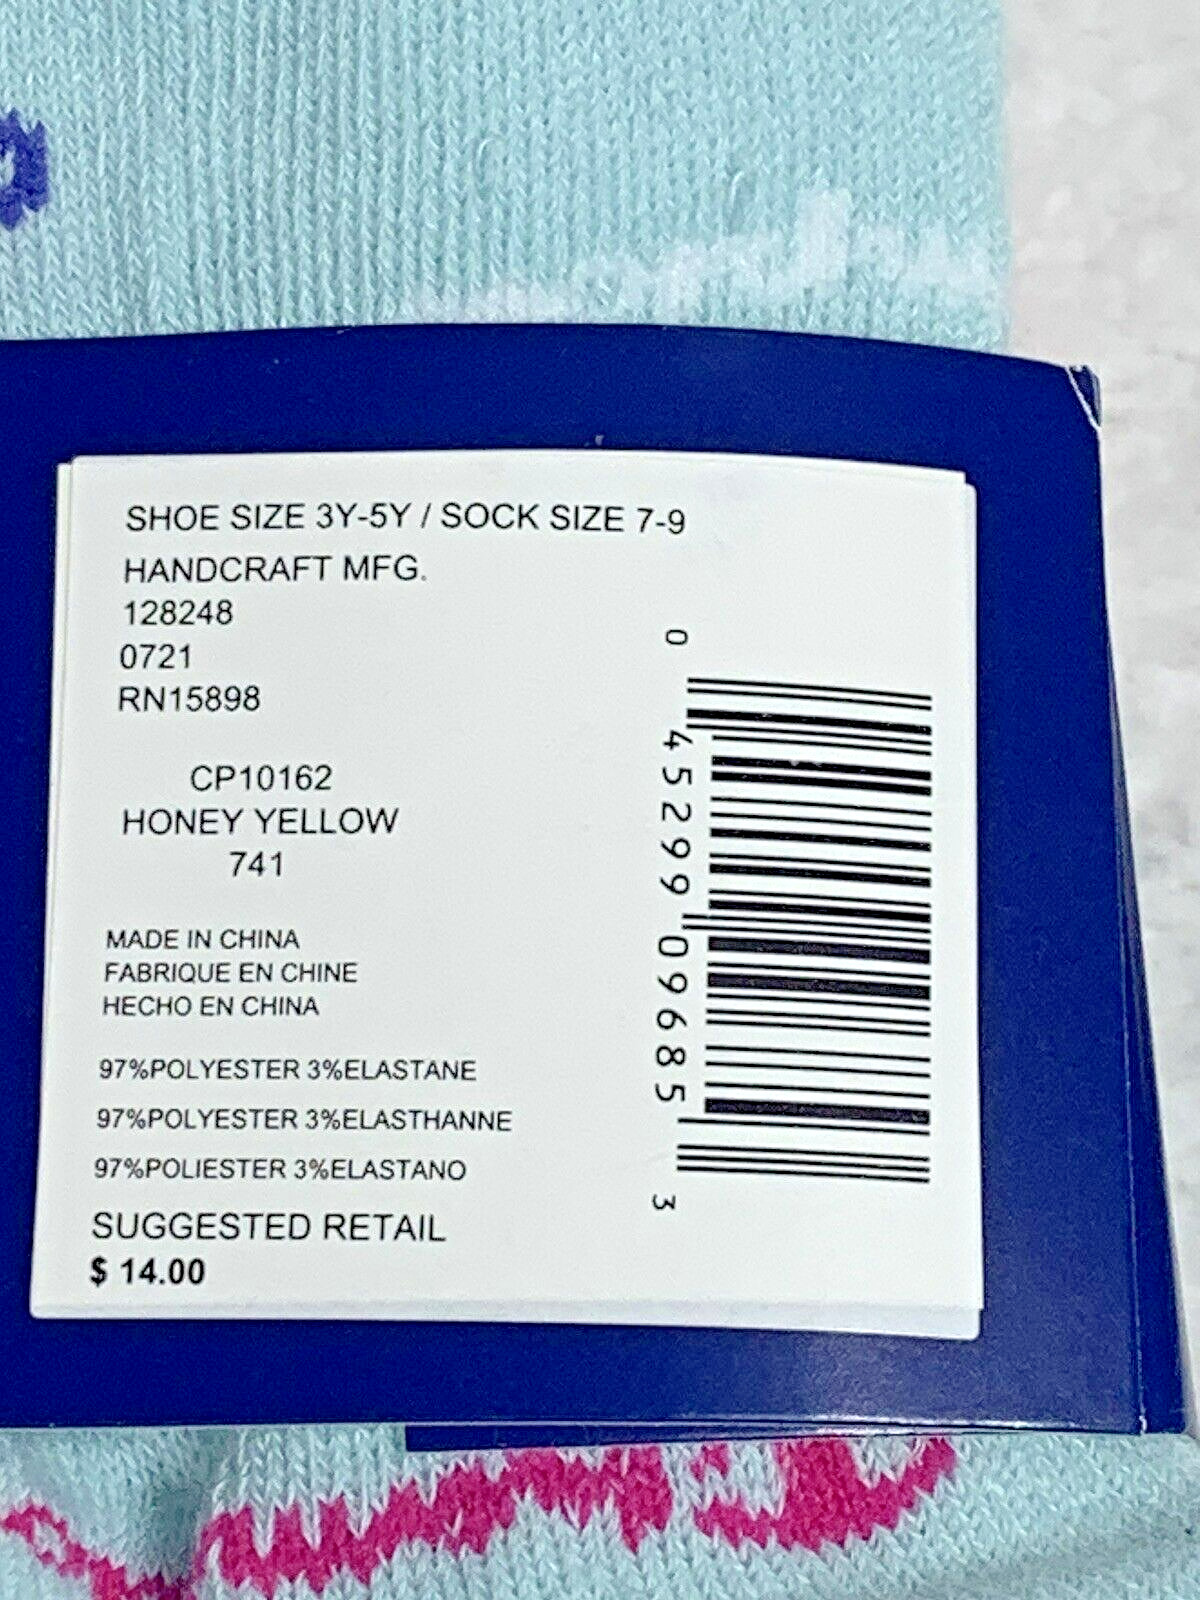 SHOE SIZE 3Y-5Y / SOCK SIZE 7-9
HANDCRAFT MFG.
128248
0721
RN15898
CP10162
HONEY YELLOW
741
MADE IN CHINA
FABRIQUE EN CHINE
HECHO EN CHINA
97%POLYESTER 3%ELASTANE
97%POLYESTER 3%ELASTHANNE
97%POLIESTER 3%ELASTANO
SUGGESTED RETAIL
$ 14.00
0 45299 09685 3